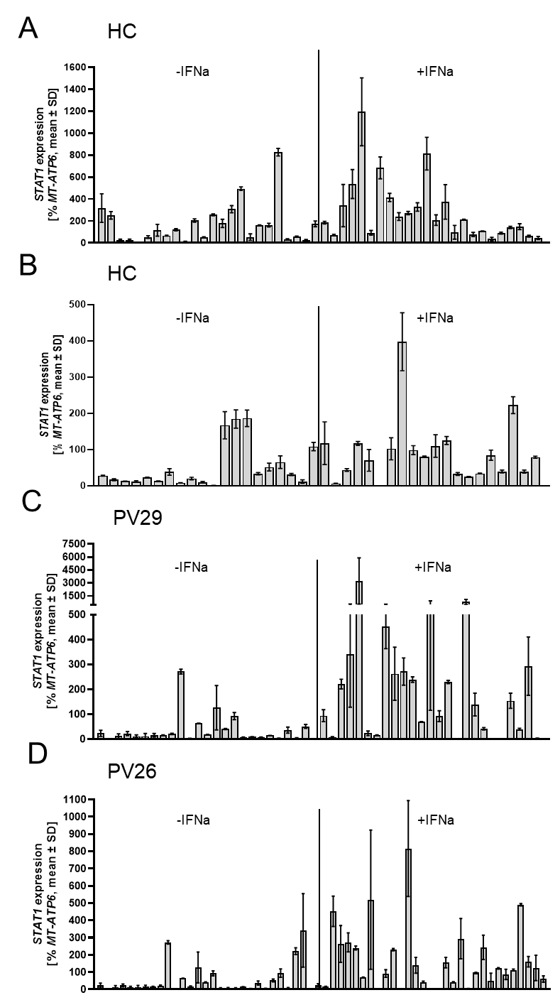 A
HC
-IFNa
+IFNa
STAT1 expression
[% MT-ATP6, mean ± SD]
1600
1400
1200
1000
800
600
400
200
0
B
HC
-IFNa
+IFNa
STAT1 expression
[% MT-ATP6, mean ± SD]
500
400
300
200
100
0
C
PV29
-IFNa
+IFNa
STAT1 expression
[% MT-ATP6, mean ± SD]
7500
6000
4500
3000
1500
500
400
300
200
100
0
D
PV26
-IFNa
+IFNa
STAT1 expression
[% MT-ATP6, mean ± SD]
1100
1000
900
800
700
600
500
400
300
200
100
0